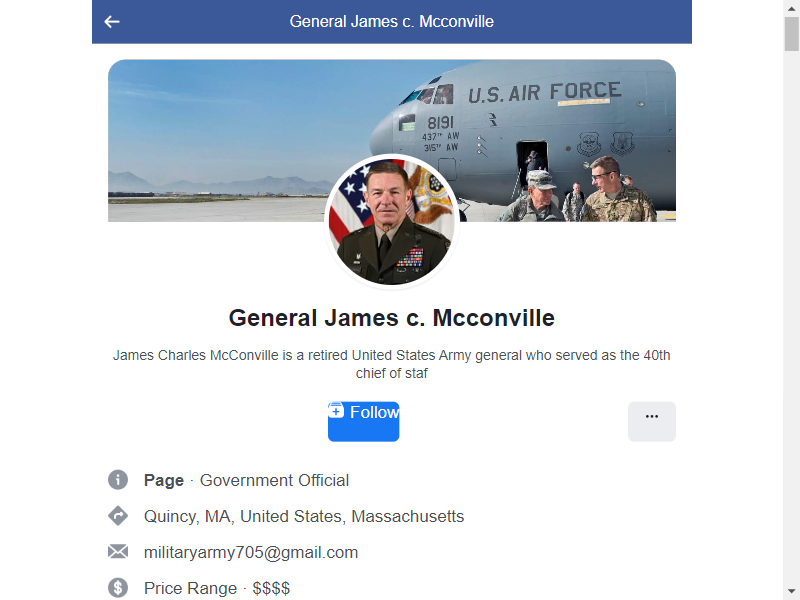 General James c. Mcconville
U.S. AIR FORCE
8191
437TH AW
315TH AW
General James c. Mcconville
James Charles McConville is a retired United States Army general who served as the 40th
chief of staf
Follow
Page · Government Official
Quincy, MA, United States, Massachusetts
militaryarmy705@gmail.com
Price Range · $$$$